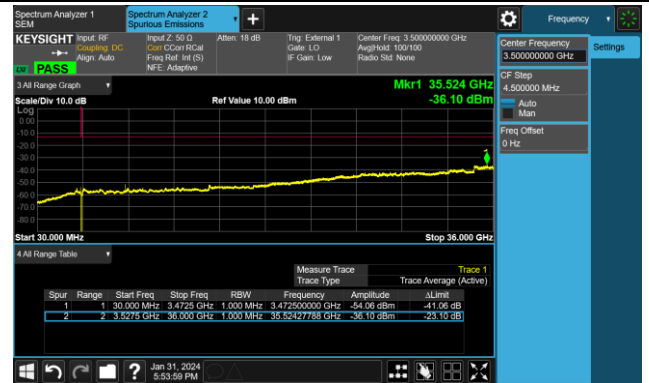 Spectrum Analyzer 1
SEM
Spectrum Analyzer 2
Spurious Emissions
Frequency
KEYSIGHT
Input: RF
Coupling: DC
Align: Auto
Input Z: 50 Ω
Corr CCorr RCal
Freq Ref: Int (S)
NFE: Adaptive
Atten: 18 dB
Trig: External 1
Gate: LO
IF Gain: Low
Center Freq: 3.500000000 GHz
Avg|Hold: 100/100
Radio Std: None
PASS
Center Frequency
3.500000000 GHz
Settings
CF Step
4.500000 MHz
Auto
Man
Freq Offset
0 Hz
3 All Range Graph
Mkr1 35.524 GHz
-36.10 dBm
Scale/Div 10.0 dB
Ref Value 10.00 dBm
Log
0.00
-10.0
-20.0
-30.0
-40.0
-50.0
-60.0
-70.0
-80.0
1
Start 30.000 MHz
Stop 36.000 GHz
4 All Range Table
Measure Trace Trace 1
Trace Type Trace Average (Active)
Spur Range Start Freq Stop Freq RBW Frequency Amplitude ΔLimit
1 1 30.000 MHz 3.4725 GHz 1.000 MHz 3.472500000 GHz -54.06 dBm -41.06 dB
2 2 3.5275 GHz 36.000 GHz 1.000 MHz 35.52427788 GHz -36.10 dBm -23.10 dB
?
Jan 31, 2024
5:53:59 PM